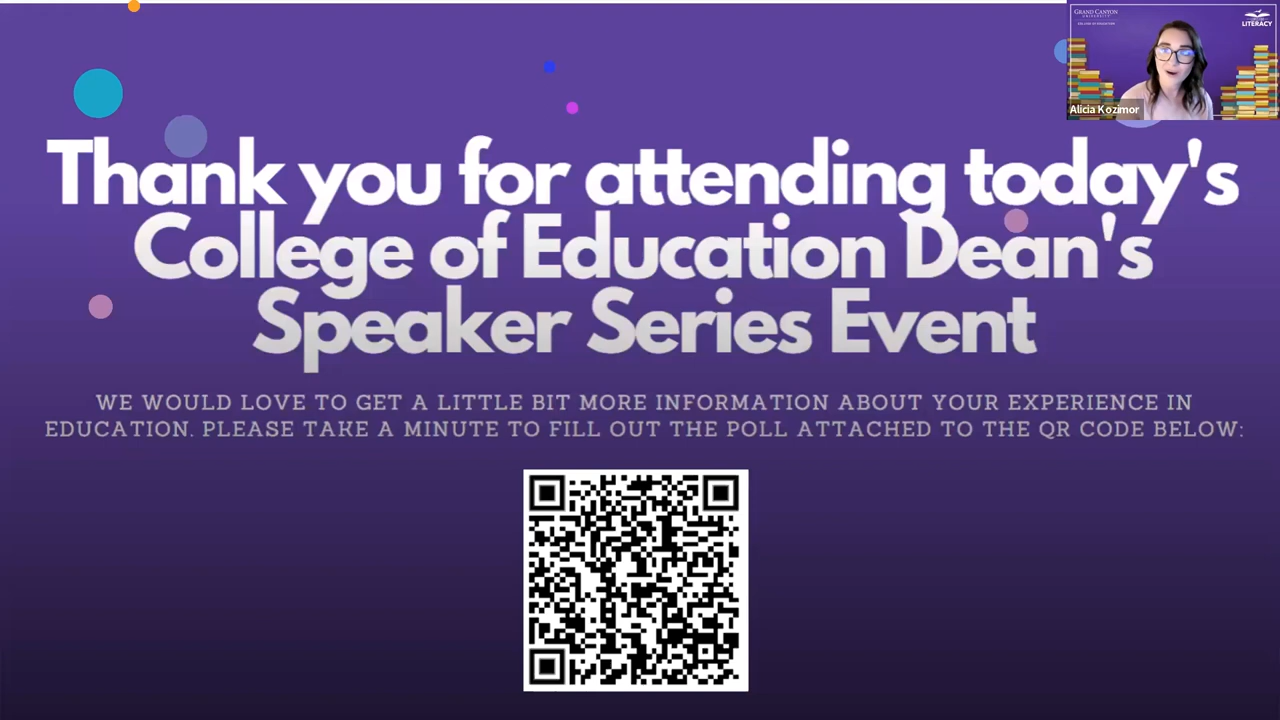 GRAND CANYON
UNIVERSITY
LITERACY
Alicia Kozimor
Thank you for attending today's
College of Education Dean's
Speaker Series Event
WE WOULD LOVE TO GET A LITTLE BIT MORE INFORMATION ABOUT YOUR EXPERIENCE IN
EDUCATION. PLEASE TAKE A MINUTE TO FILL OUT THE POLL ATTACHED TO THE QR CODE BELOW: